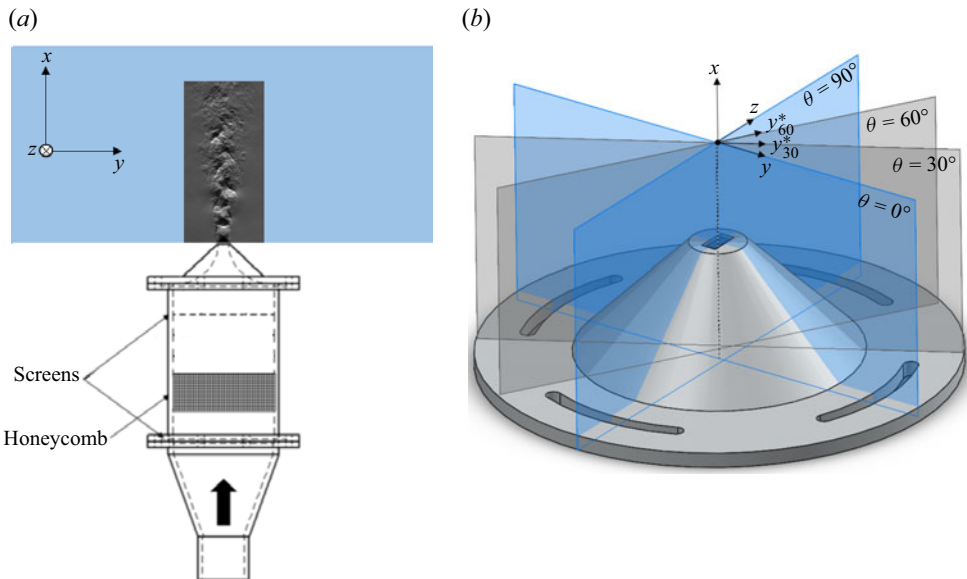 (a)
x
z
y
Screens
Honeycomb
(b)
x
z
y*60
y*30
y
θ = 90°
θ = 60°
θ = 30°
θ = 0°